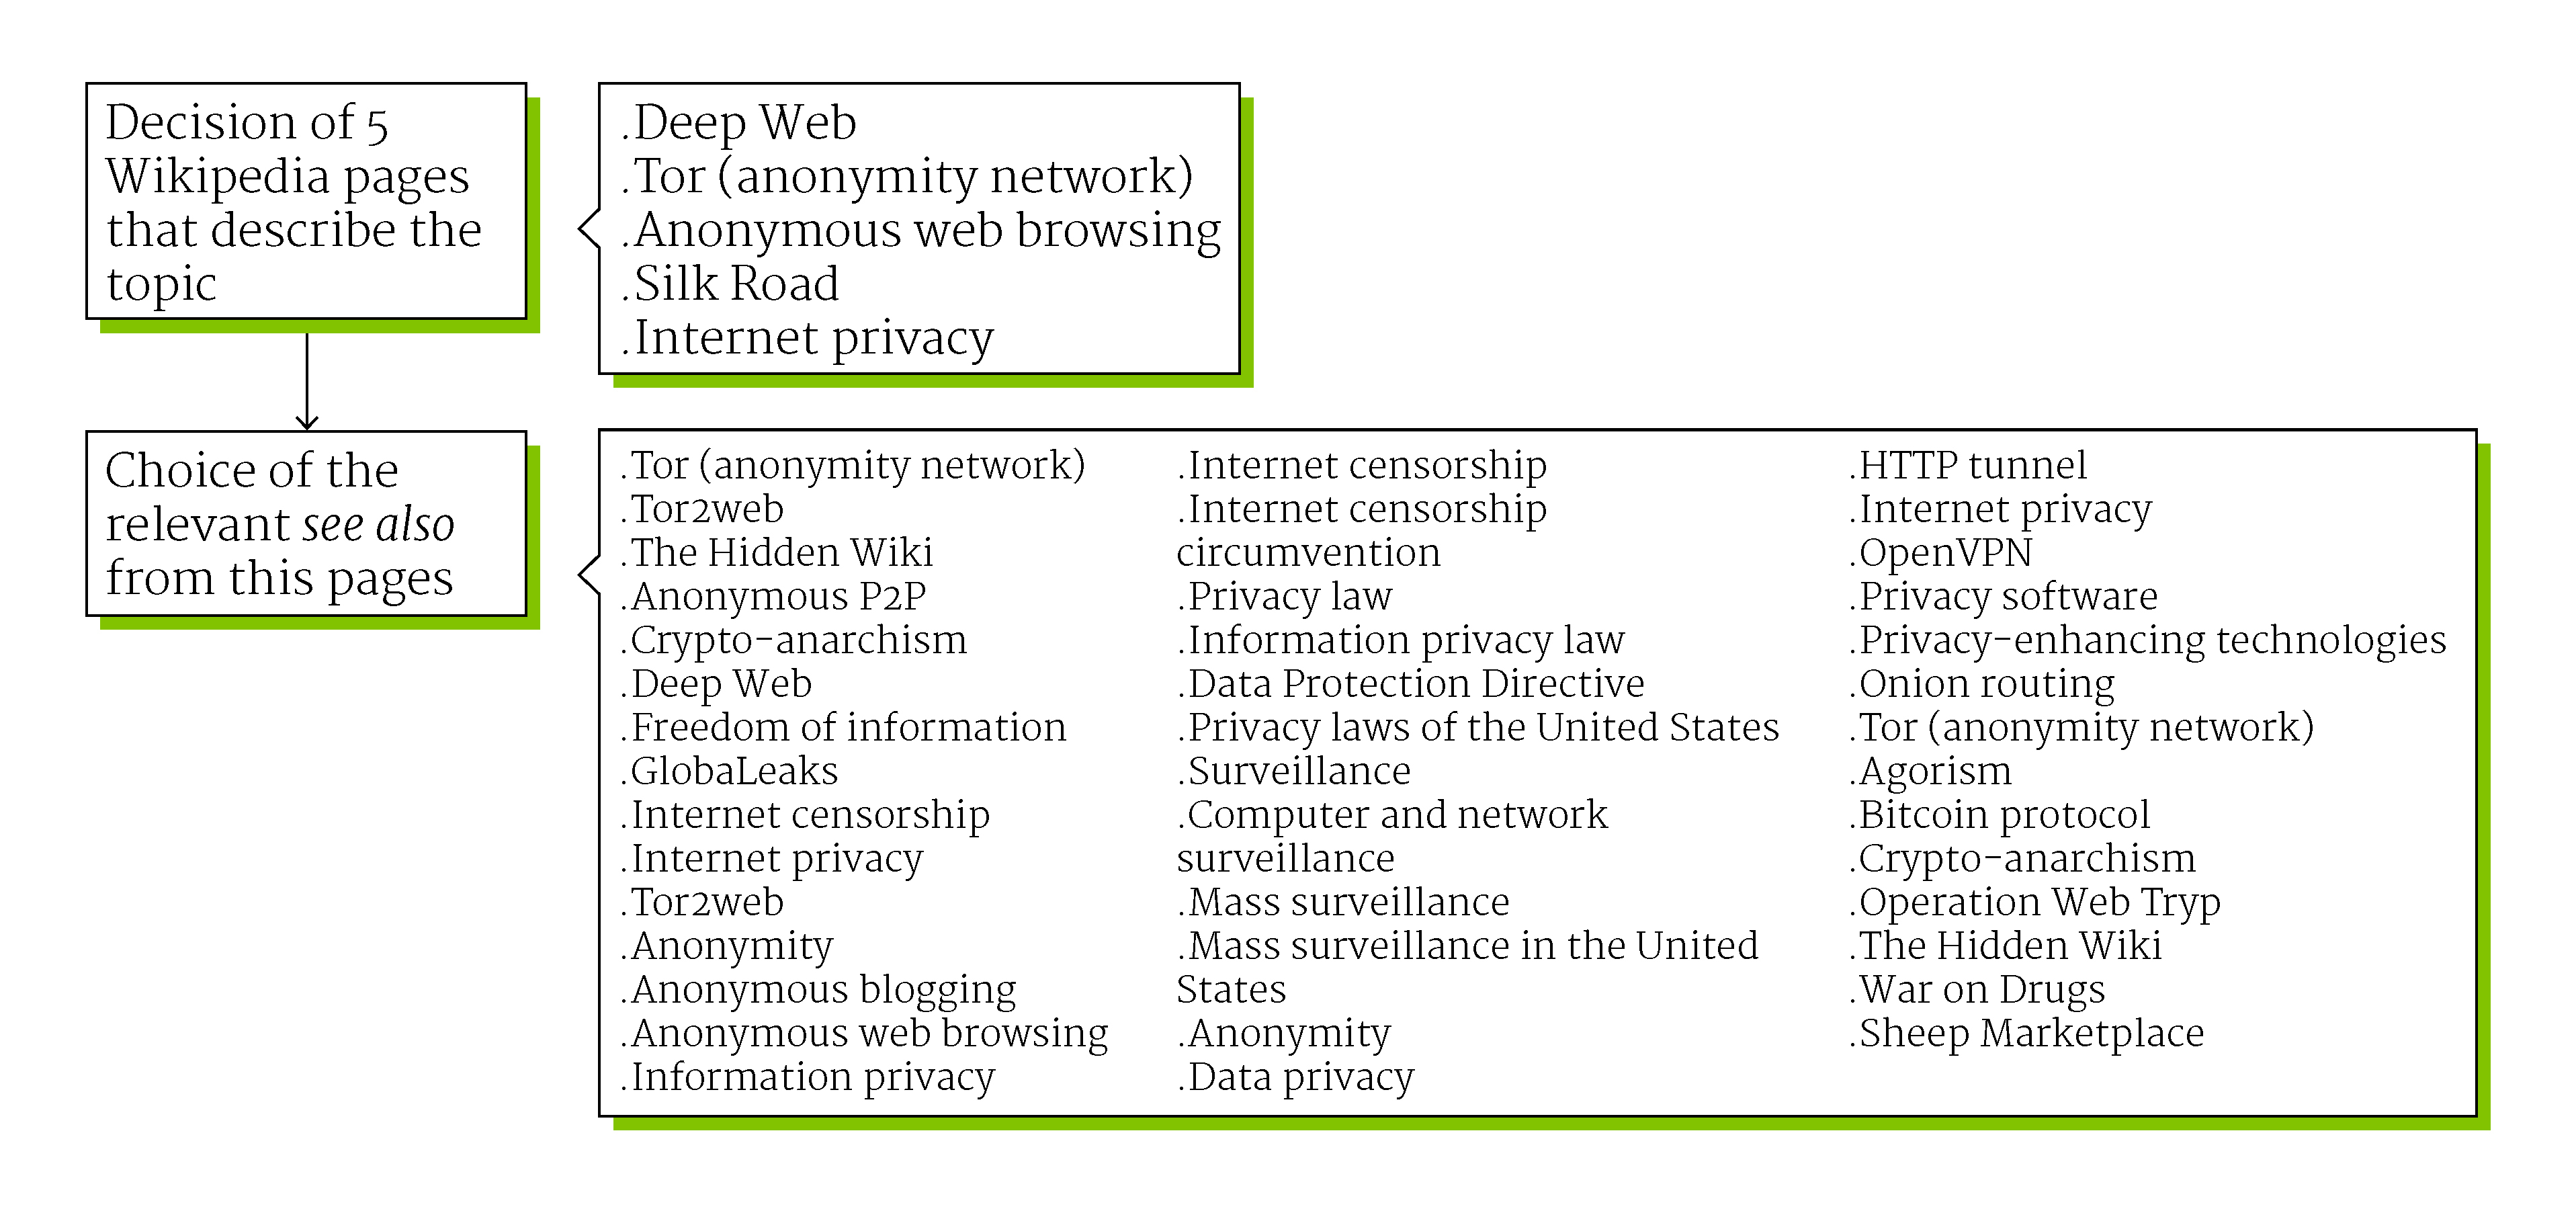 Decision of 5
Wikipedia pages
that describe the
topic
.Deep Web
.Tor (anonymity network)
.Anonymous web browsing
.Silk Road
.Internet privacy
Choice of the
relevant see also
from this pages
.Tor (anonymity network)
.Tor2web
.The Hidden Wiki
.Anonymous P2P
.Crypto-anarchism
.Deep Web
.Freedom of information
.GlobaLeaks
.Internet censorship
.Internet privacy
.Tor2web
.Anonymity
.Anonymous blogging
.Anonymous web browsing
.Information privacy
.Internet censorship
.Internet censorship
circumvention
.Privacy law
.Information privacy law
.Data Protection Directive
.Privacy laws of the United States
.Surveillance
.Computer and network
surveillance
.Mass surveillance
.Mass surveillance in the United
States
.Anonymity
.Data privacy
.HTTP tunnel
.Internet privacy
.OpenVPN
.Privacy software
.Privacy-enhancing technologies
.Onion routing
.Tor (anonymity network)
.Agorism
.Bitcoin protocol
.Crypto-anarchism
.Operation Web Tryp
.The Hidden Wiki
.War on Drugs
.Sheep Marketplace